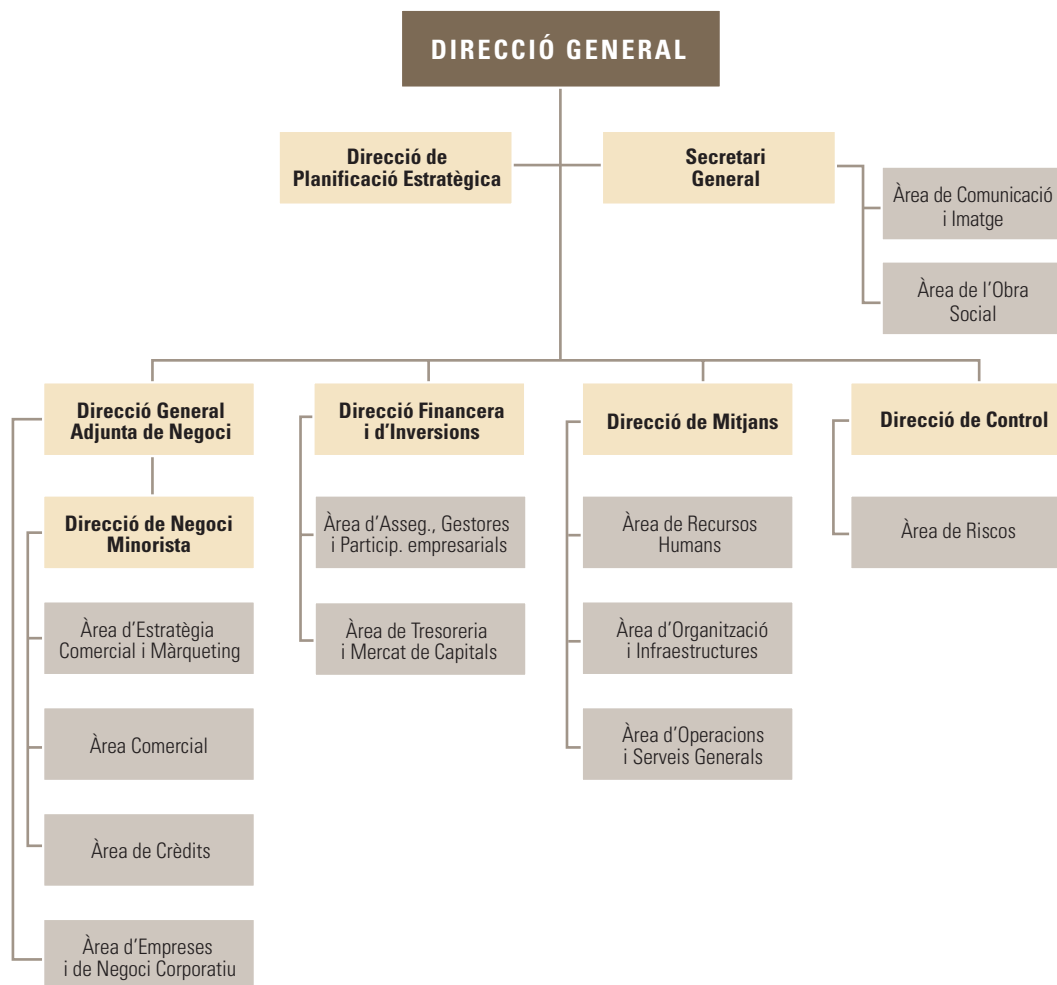 DIRECCIÓ GENERAL
Direcció de
Planificació Estratègica
Secretari
General
Àrea de Comunicació
i Imatge
Àrea de l'Obra
Social
Direcció General
Adjunta de Negoci
Direcció Financera
i d'Inversions
Direcció de Mitjans
Direcció de Control
Direcció de Negoci
Minorista
Àrea d'Asseg., Gestores
i Particip. empresarials
Àrea de Recursos
Humans
Àrea de Riscos
Àrea d'Estratègia
Comercial i Màrqueting
Àrea de Tresoreria
i Mercat de Capitals
Àrea d'Organització
i Infraestructures
Àrea Comercial
Àrea d'Operacions
i Serveis Generals
Àrea de Crèdits
Àrea d'Empreses
i de Negoci Corporatiu